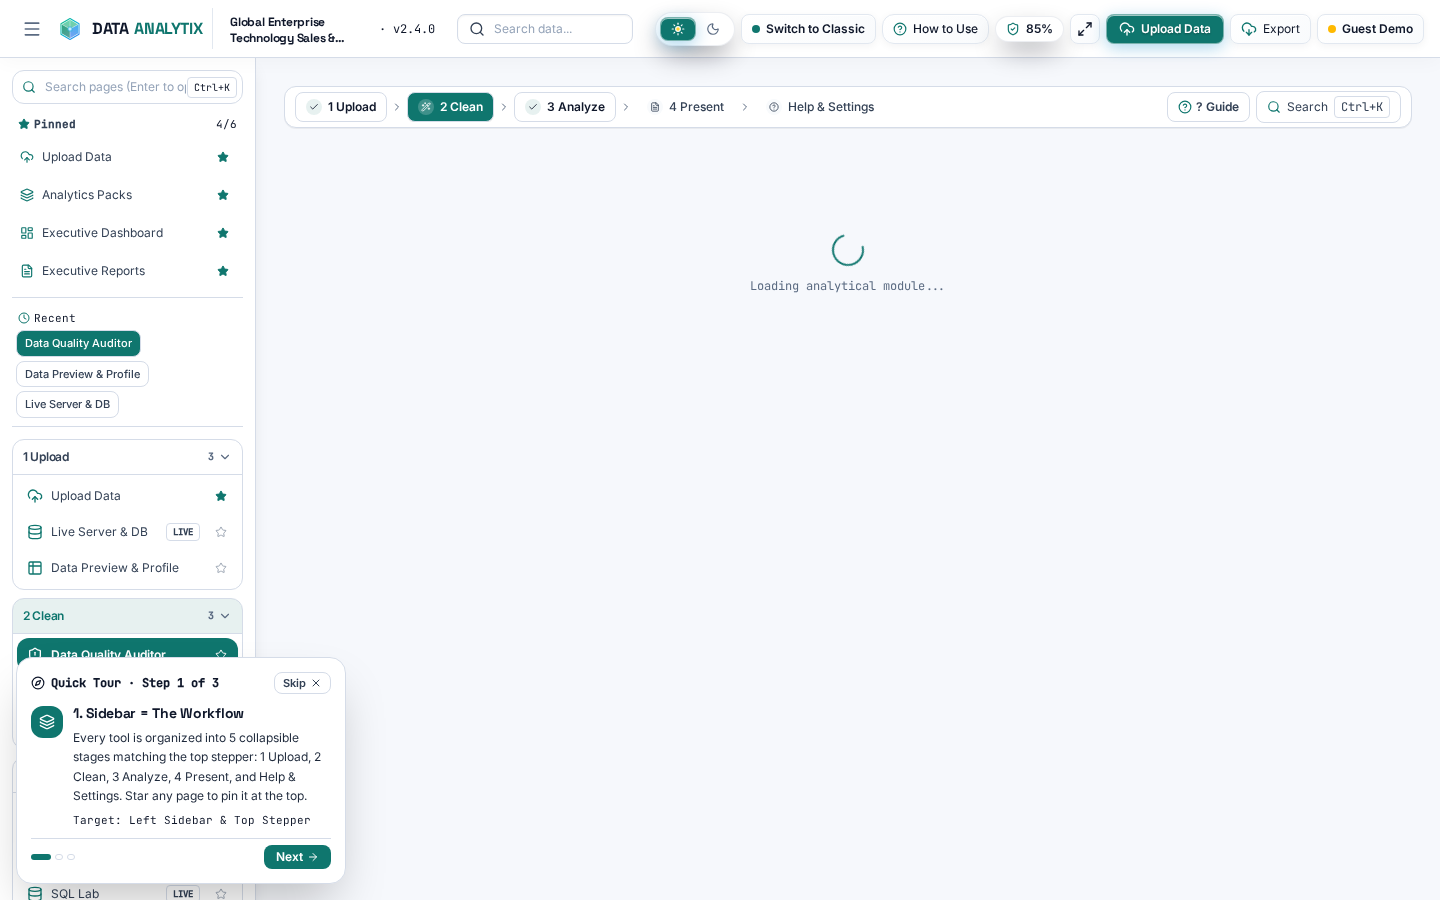 DATA ANALYTIX
Global Enterprise
Technology Sales &...
· v2.4.0
Search data...
Switch to Classic
How to Use
85%
Upload Data
Export
Guest Demo
Search pages (Enter to op
Ctrl+K
Pinned
4/6
Upload Data
Analytics Packs
Executive Dashboard
Executive Reports
Recent
Data Quality Auditor
Data Preview & Profile
Live Server & DB
1 Upload
3
Upload Data
Live Server & DB
LIVE
Data Preview & Profile
2 Clean
3
Data Quality Auditor
Quick Tour · Step 1 of 3
Skip
1. Sidebar = The Workflow
Every tool is organized into 5 collapsible
stages matching the top stepper: 1 Upload, 2
Clean, 3 Analyze, 4 Present, and Help &
Settings. Star any page to pin it at the top.
Target: Left Sidebar & Top Stepper
Next
SQL Lab
LIVE
1 Upload
2 Clean
3 Analyze
4 Present
Help & Settings
? Guide
Search
Ctrl+K
Loading analytical module...